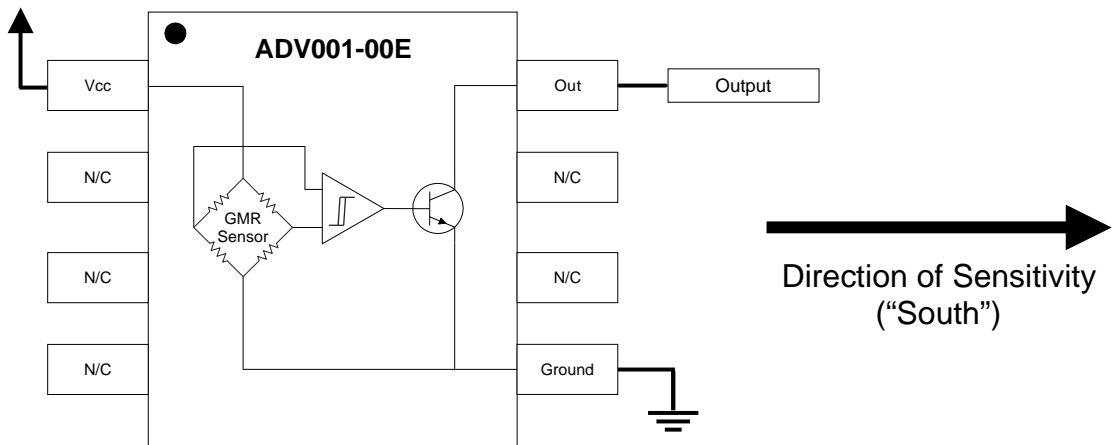 ADV001-00E
Vcc
Out
Output
N/C
N/C
GMR
Sensor
N/C
N/C
N/C
Ground
Direction of Sensitivity
(“South”)